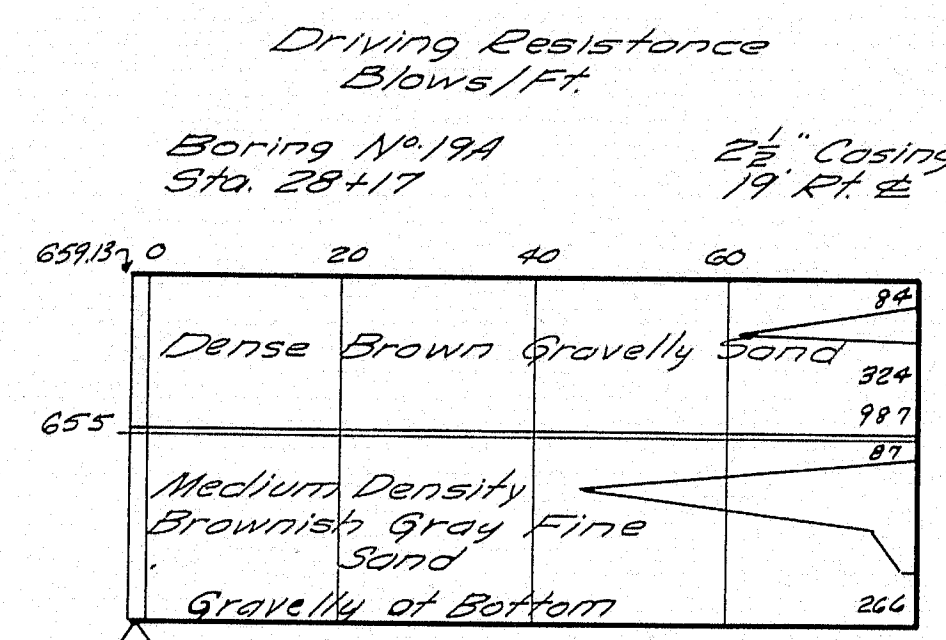 Driving Resistance
Blows/Ft.
Boring No. 19A
2½" Casing
Sta. 28+17
19' Rt. ℄
659.13 0 20 40 60
84
Dense Brown Gravelly Sand
324
987
655
87
Medium Density
Brownish Gray Fine
Sand
Gravelly at Bottom
266